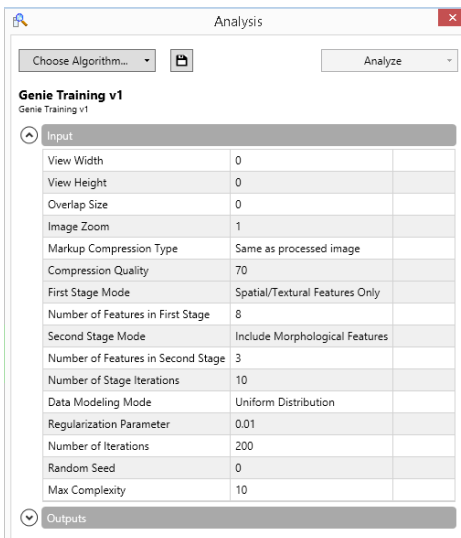 Analysis
Choose Algorithm... Analyze
Genie Training v1
Genie Training v1
Input
View Width 0
View Height 0
Overlap Size 0
Image Zoom 1
Markup Compression Type Same as processed image
Compression Quality 70
First Stage Mode Spatial/Textural Features Only
Number of Features in First Stage 8
Second Stage Mode Include Morphological Features
Number of Features in Second Stage 3
Number of Stage Iterations 10
Data Modeling Mode Uniform Distribution
Regularization Parameter 0.01
Number of Iterations 200
Random Seed 0
Max Complexity 10
Outputs